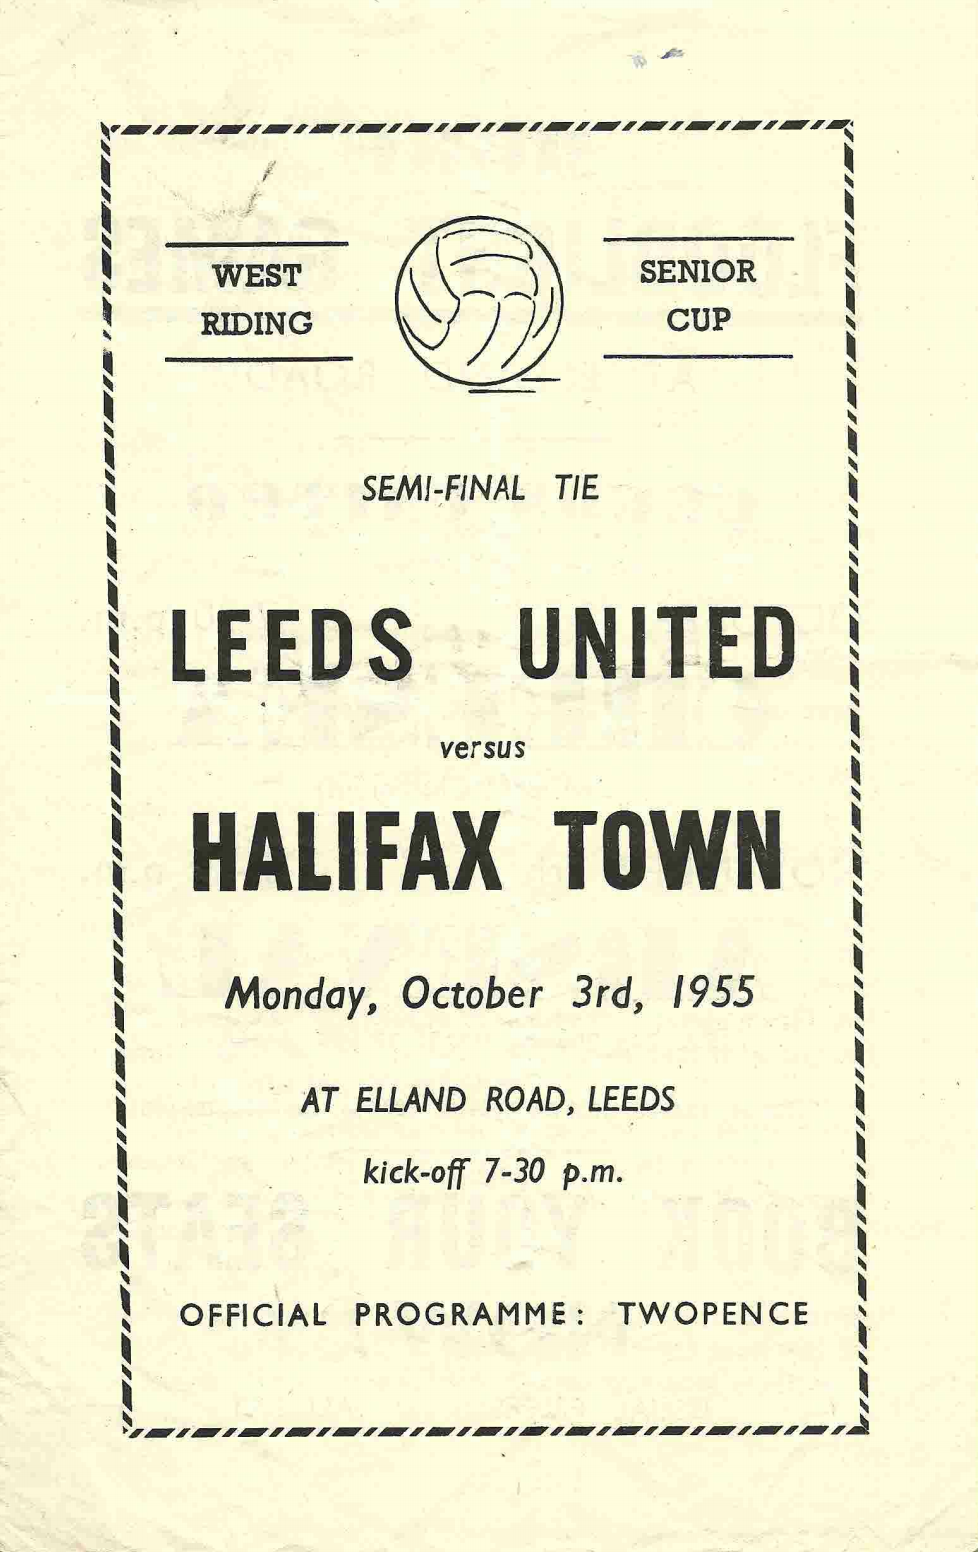 WEST
RIDING
SENIOR
CUP
SEMI-FINAL TIE
LEEDS UNITED
versus
HALIFAX TOWN
Monday, October 3rd, 1955
AT ELLAND ROAD, LEEDS
kick-off 7-30 p.m.
OFFICIAL PROGRAMME: TWOPENCE